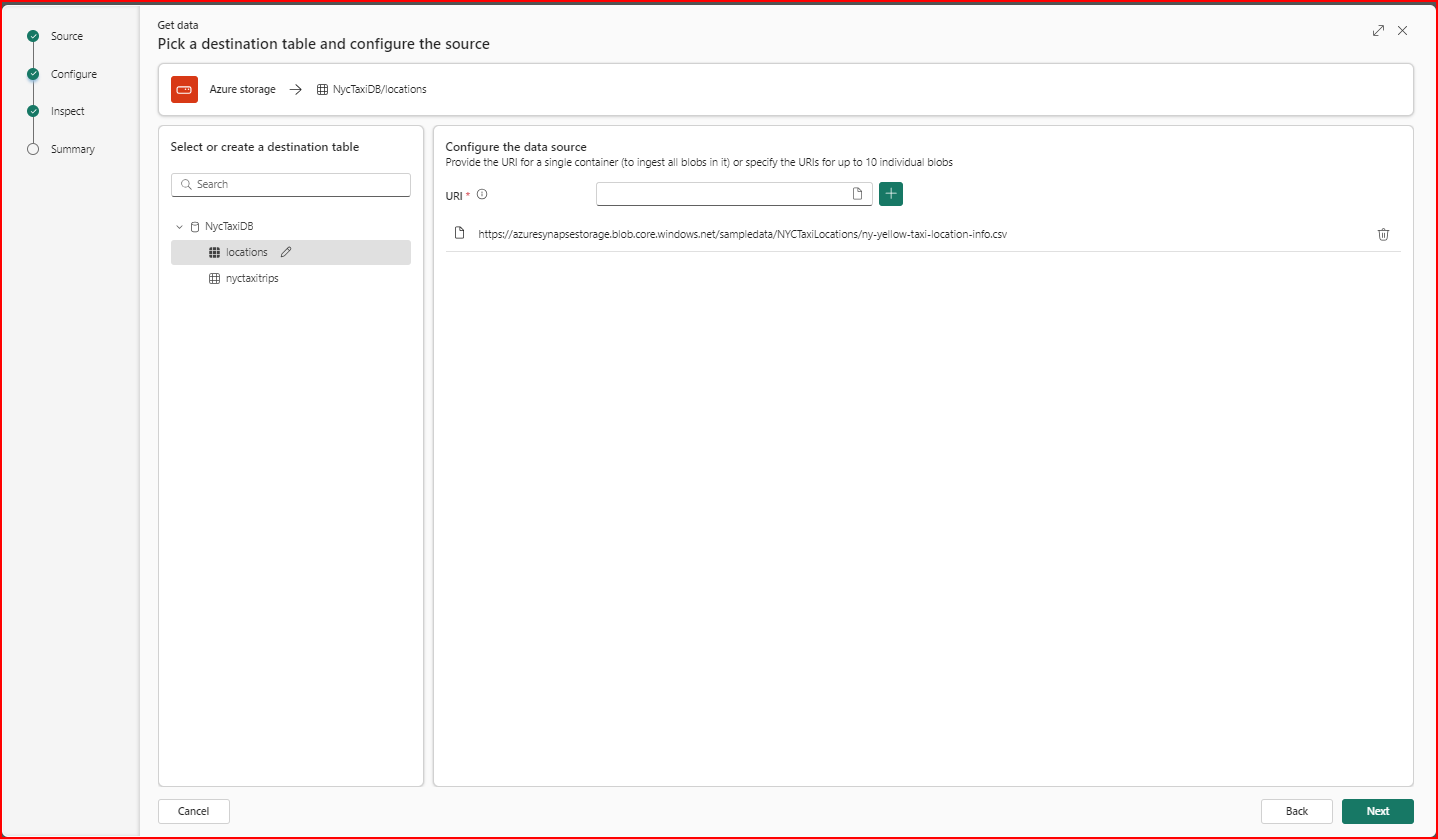 Source
Configure
Inspect
Summary
Get data
Pick a destination table and configure the source
Azure storage
NycTaxiDB/locations
Select or create a destination table
Search
NycTaxiDB
locations
nyctaxitrips
Configure the data source
Provide the URI for a single container (to ingest all blobs in it) or specify the URIs for up to 10 individual blobs
URI *
https://azuresynapsestorage.blob.core.windows.net/sampledata/NYCTaxiLocations/ny-yellow-taxi-location-info.csv
Cancel
Back
Next